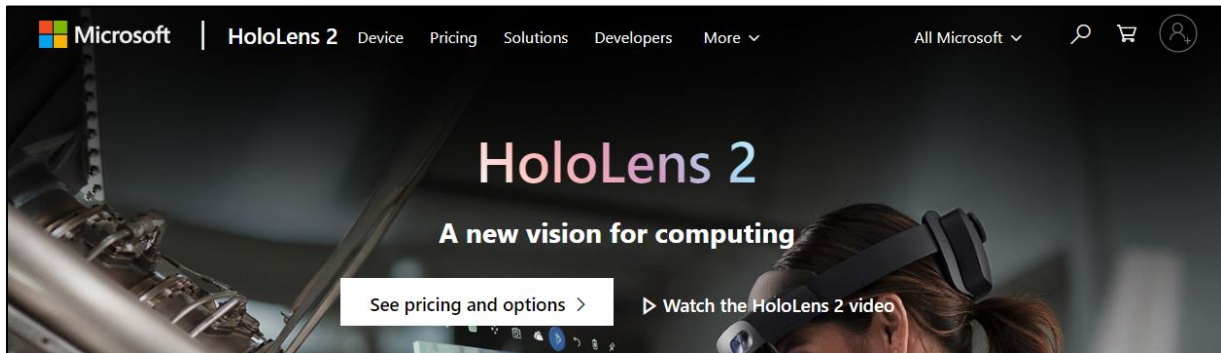 Microsoft | HoloLens 2 Device Pricing Solutions Developers More All Microsoft
HoloLens 2
A new vision for computing
See pricing and options >
Watch the HoloLens 2 video